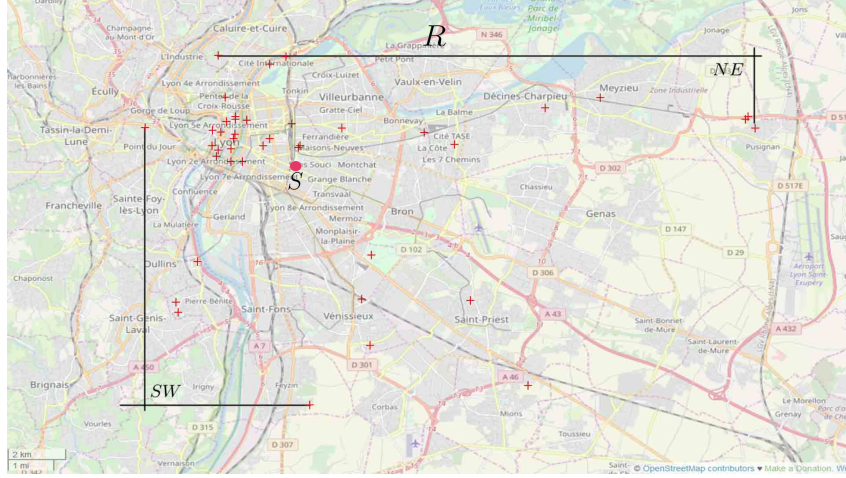 Caluire-et-Cuire
Parc de
Miribel-
Jonage
Jons
Champagne-
au-Mont-d'Or
N 346
R
L'Industrie
La Grappinière
Petit Pont
Cité Internationale
NE
Écully
Lyon 4e Arrondissement
Croix-Luizet
Vaulx-en-Velin
Meyzieu
Pente de la
Croix-Rousse
Tonkin
Villeurbanne
Décines-Charpieu
Zone Industrielle
Gorge de Loup
Gratte-Ciel
La Balme
Tassin-la-Demi-
Lune
Lyon 5e Arrondissement
Bonnevay
D 517
Point du Jour
Lyon
Ferrandière
Maisons-Neuves
Cité TASE
La Côte
Pusignan
Lyon 2e Arrondissement
Sans Souci
Montchat
Les 7 Chemins
D 302
Lyon 7e Arrondissement
Grange Blanche
S
Chassieu
D 517E
Confluence
Sainte-Foy-
lès-Lyon
Transvaal
Francheville
Lyon 8e Arrondissement
Bron
Genas
La Mulatière
Gerland
Mermoz
D 147
Monplaisir-
la-Plaine
D 102
D 29
Oullins
D 306
Aéroport
Lyon-Saint
Exupéry
Chaponost
Pierre-Bénite
Saint-Fons
Saint-Genis-
Laval
Vénissieux
Saint-Priest
A 43
Saint-Bonnet-
de-Mure
A 432
A 7
Saint-Laurent-
de-Mure
A 450
D 301
Brignais
SW
Irigny
Feyzin
A 46
Le Morellon
Corbas
Mions
Grenay
Vourles
D 315
Toussieu
D 307
2 km
1 mi
Vernaison
© OpenStreetMap contributors ♥ Make a Donation.